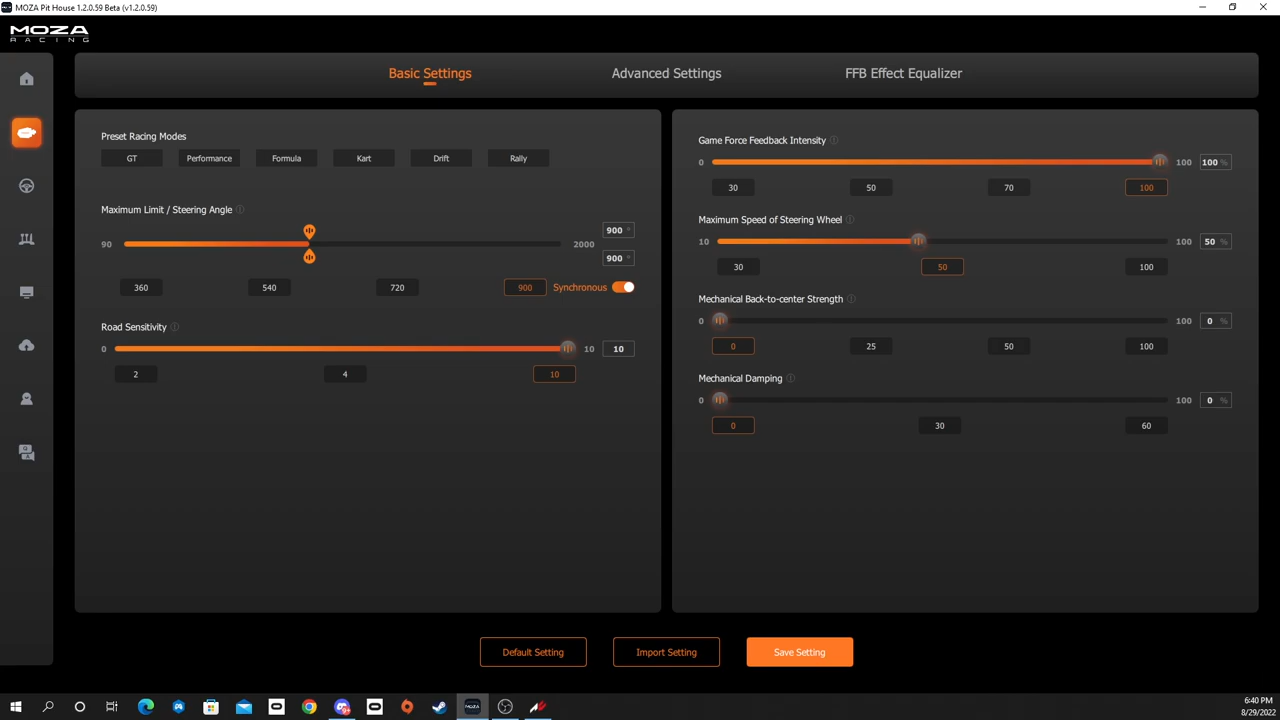 MOZA Pit House 1.2.0.59 Beta (v1.2.0.59)
MOZA
RACING
Basic Settings
Advanced Settings
FFB Effect Equalizer
Preset Racing Modes
GT
Performance
Formula
Kart
Drift
Rally
Maximum Limit / Steering Angle
90
2000
900 °
900 °
360
540
720
900
Synchronous
Road Sensitivity
0
10
10
2
4
10
Game Force Feedback Intensity
0
100
100 %
30
50
70
100
Maximum Speed of Steering Wheel
10
100
50 %
30
50
100
Mechanical Back-to-center Strength
0
100
0 %
0
25
50
100
Mechanical Damping
0
100
0 %
0
30
60
Default Setting
Import Setting
Save Setting
MOZA
6:40 PM
8/29/2022